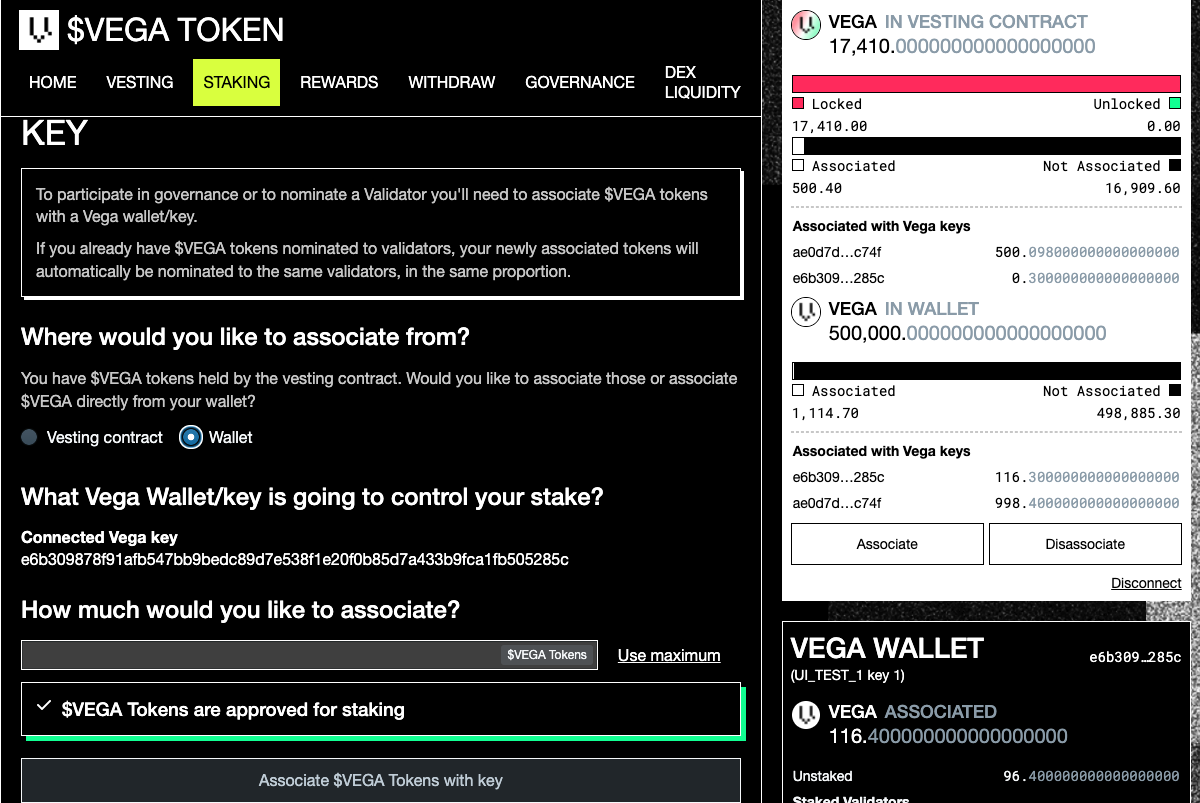 $VEGA TOKEN
HOME VESTING STAKING REWARDS WITHDRAW GOVERNANCE DEX LIQUIDITY
KEY
To participate in governance or to nominate a Validator you'll need to associate $VEGA tokens
with a Vega wallet/key.
If you already have $VEGA tokens nominated to validators, your newly associated tokens will
automatically be nominated to the same validators, in the same proportion.
Where would you like to associate from?
You have $VEGA tokens held by the vesting contract. Would you like to associate those or associate
$VEGA directly from your wallet?
Vesting contract Wallet
What Vega Wallet/key is going to control your stake?
Connected Vega key
e6b309878f91afb547bb9bedc89d7e538f1e20f0b85d7a433b9fca1fb505285c
How much would you like to associate?
$VEGA Tokens Use maximum
$VEGA Tokens are approved for staking
Associate $VEGA Tokens with key
VEGA IN VESTING CONTRACT
17,410.000000000000000000
Locked Unlocked
17,410.00 0.00
Associated Not Associated
500.40 16,909.60
Associated with Vega keys
ae0d7d…c74f 500.098000000000000000
e6b309…285c 0.300000000000000000
VEGA IN WALLET
500,000.000000000000000000
Associated Not Associated
1,114.70 498,885.30
Associated with Vega keys
e6b309…285c 116.300000000000000000
ae0d7d…c74f 998.400000000000000000
Associate Disassociate
Disconnect
VEGA WALLET e6b309…285c
(UI_TEST_1 key 1)
VEGA ASSOCIATED
116.400000000000000000
Unstaked 96.400000000000000000
Staked Validators